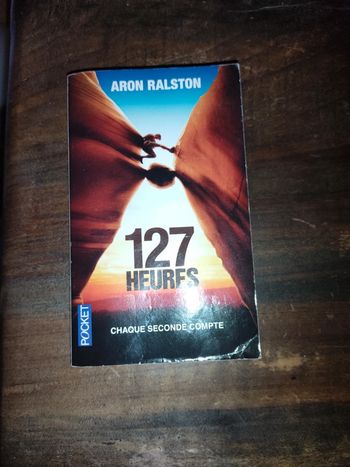 ARON RALSTON
127
HEURES
CHAQUE SECONDE COMPTE
POCKET